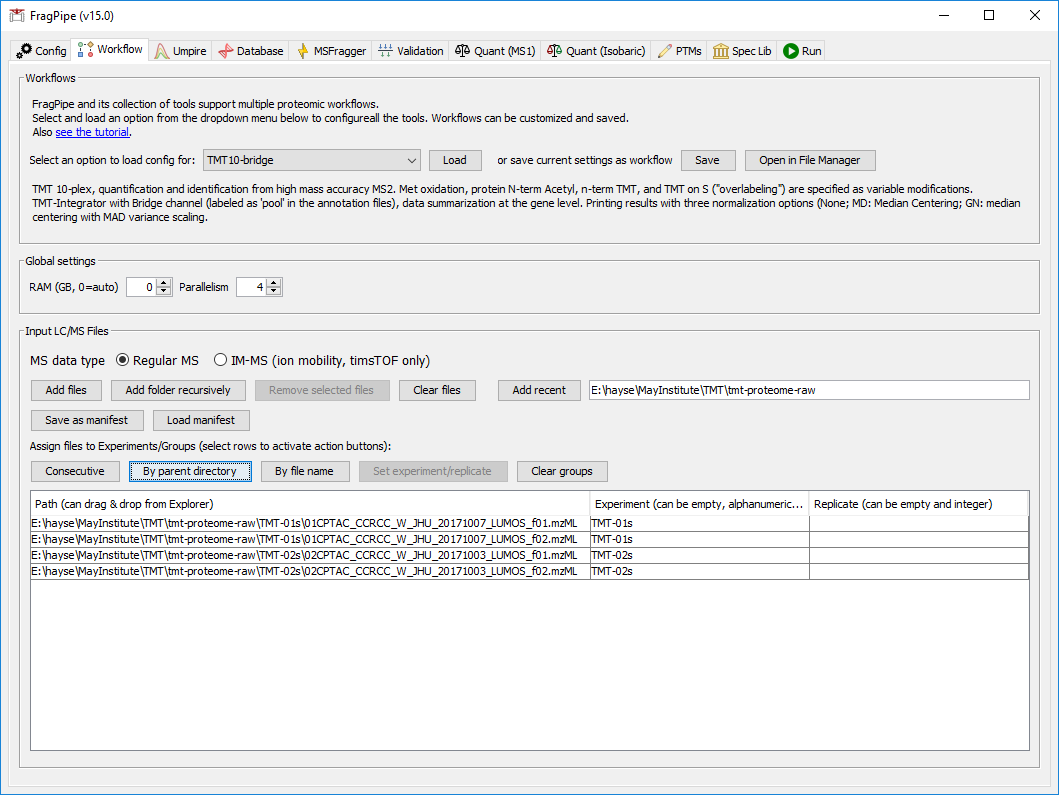 FragPipe (v15.0)
Config Workflow Umpire Database MSFragger Validation Quant (MS1) Quant (Isobaric) PTMs Spec Lib Run
Workflows
FragPipe and its collection of tools support multiple proteomic workflows.
Select and load an option from the dropdown menu below to configureall the tools. Workflows can be customized and saved.
Also see the tutorial.
Select an option to load config for: TMT10-bridge Load or save current settings as workflow Save Open in File Manager
TMT 10-plex, quantification and identification from high mass accuracy MS2. Met oxidation, protein N-term Acetyl, n-term TMT, and TMT on S ("overlabeling") are specified as variable modifications.
TMT-Integrator with Bridge channel (labeled as 'pool' in the annotation files), data summarization at the gene level. Printing results with three normalization options (None; MD: Median Centering; GN: median
centering with MAD variance scaling.
Global settings
RAM (GB, 0=auto) 0 Parallelism 4
Input LC/MS Files
MS data type Regular MS IM-MS (ion mobility, timsTOF only)
Add files Add folder recursively Remove selected files Clear files Add recent E:\hayse\MayInstitute\TMT\tmt-proteome-raw
Save as manifest Load manifest
Assign files to Experiments/Groups (select rows to activate action buttons):
Consecutive By parent directory By file name Set experiment/replicate Clear groups
Path (can drag & drop from Explorer) Experiment (can be empty, alphanumeric... Replicate (can be empty and integer)
E:\hayse\MayInstitute\TMT\tmt-proteome-raw\TMT-01s\01CPTAC_CCRCC_W_JHU_20171007_LUMOS_f01.mzML TMT-01s
E:\hayse\MayInstitute\TMT\tmt-proteome-raw\TMT-01s\01CPTAC_CCRCC_W_JHU_20171007_LUMOS_f02.mzML TMT-01s
E:\hayse\MayInstitute\TMT\tmt-proteome-raw\TMT-02s\02CPTAC_CCRCC_W_JHU_20171003_LUMOS_f01.mzML TMT-02s
E:\hayse\MayInstitute\TMT\tmt-proteome-raw\TMT-02s\02CPTAC_CCRCC_W_JHU_20171003_LUMOS_f02.mzML TMT-02s